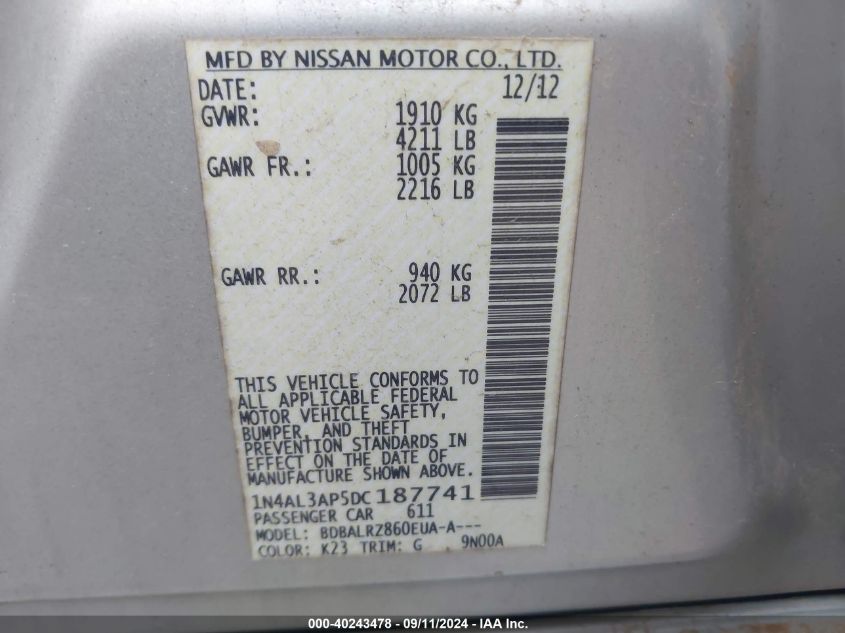 MFD BY NISSAN MOTOR CO., LTD.
DATE: 12/12
GVWR: 1910 KG
4211 LB
GAWR FR.: 1005 KG
2216 LB
GAWR RR.: 940 KG
2072 LB
THIS VEHICLE CONFORMS TO
ALL APPLICABLE FEDERAL
MOTOR VEHICLE SAFETY,
BUMPER, AND THEFT
PREVENTION STANDARDS IN
EFFECT ON THE DATE OF
MANUFACTURE SHOWN ABOVE.
1N4AL3AP5DC187741
PASSENGER CAR 611
MODEL: BDBALRZ860EUA-A---
COLOR: K23 TRIM: G 9N00A
000-40243478 - 09/11/2024 - IAA Inc.